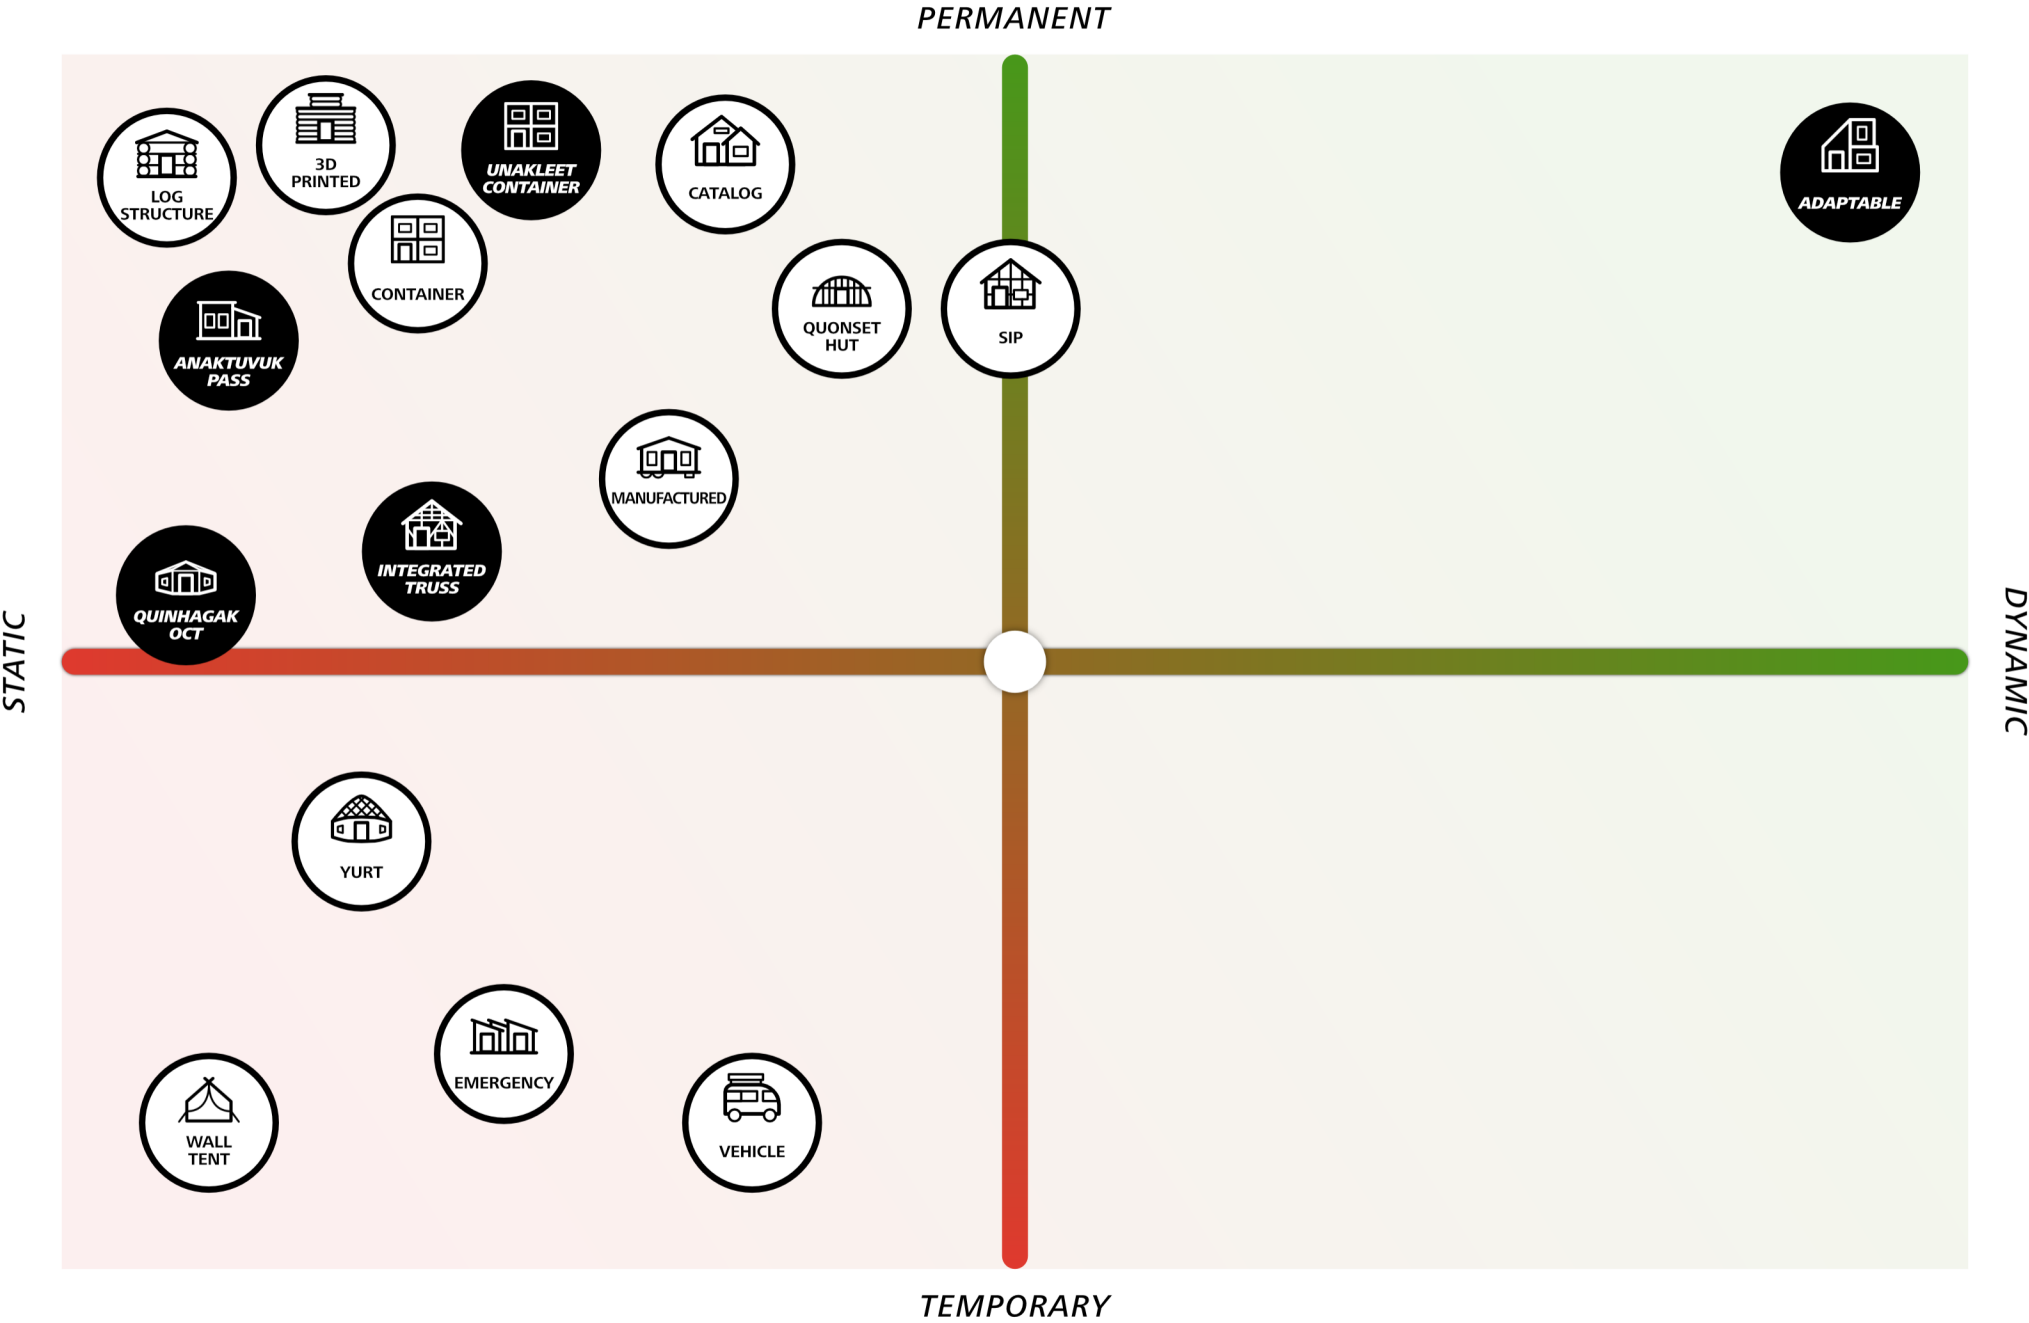 PERMANENT
LOG
STRUCTURE
3D
PRINTED
UNAKLEET
CONTAINER
CATALOG
ADAPTABLE
CONTAINER
QUONSET
HUT
SIP
ANAKTUVUK
PASS
MANUFACTURED
INTEGRATED
TRUSS
QUINHAGAK
OCT
STATIC
DYNAMIC
YURT
EMERGENCY
WALL
TENT
VEHICLE
TEMPORARY